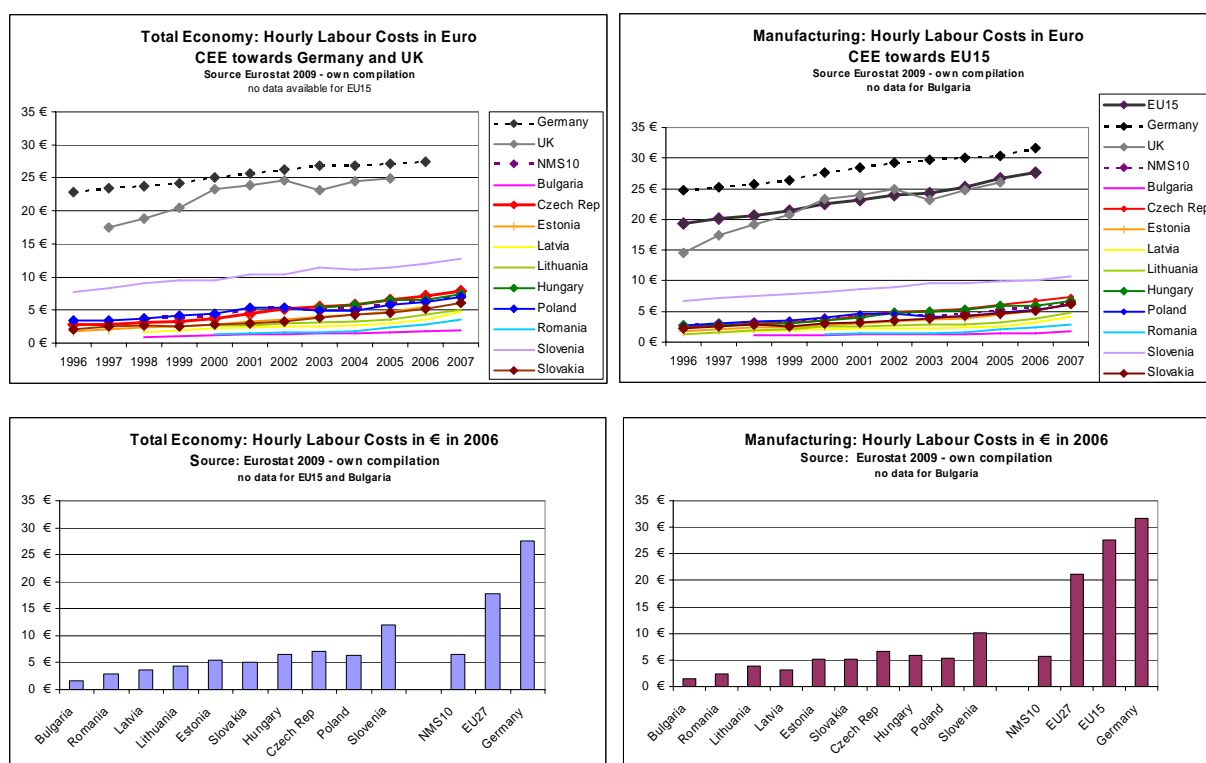 Total Economy: Hourly Labour Costs in Euro
CEE towards Germany and UK
Source Eurostat 2009 - own compilation
no data available for EU15
35 €
30 €
25 €
20 €
15 €
10 €
5 €
0 €
1996 1997 1998 1999 2000 2001 2002 2003 2004 2005 2006 2007
Germany
UK
NMS10
Bulgaria
Czech Rep
Estonia
Latvia
Lithuania
Hungary
Poland
Romania
Slovenia
Slovakia
Manufacturing: Hourly Labour Costs in Euro
CEE towards EU15
Source Eurostat 2009 - own compilation
no data for Bulgaria
35 €
30 €
25 €
20 €
15 €
10 €
5 €
0 €
1996 1997 1998 1999 2000 2001 2002 2003 2004 2005 2006 2007
EU15
Germany
UK
NMS10
Bulgaria
Czech Rep
Estonia
Latvia
Lithuania
Hungary
Poland
Romania
Slovenia
Slovakia
Total Economy: Hourly Labour Costs in € in 2006
Source: Eurostat 2009 - own compilation
no data for EU15 and Bulgaria
35 €
30 €
25 €
20 €
15 €
10 €
5 €
0 €
Bulgaria
Romania
Latvia
Lithuania
Estonia
Slovakia
Hungary
Czech Rep
Poland
Slovenia
NMS10
EU27
Germany
Manufacturing: Hourly Labour Costs in € in 2006
Source: Eurostat 2009 - own compilation
no data for Bulgaria
35 €
30 €
25 €
20 €
15 €
10 €
5 €
0 €
Bulgaria
Romania
Lithuania
Latvia
Estonia
Slovakia
Czech Rep
Hungary
Poland
Slovenia
NMS10
EU27
EU15
Germany